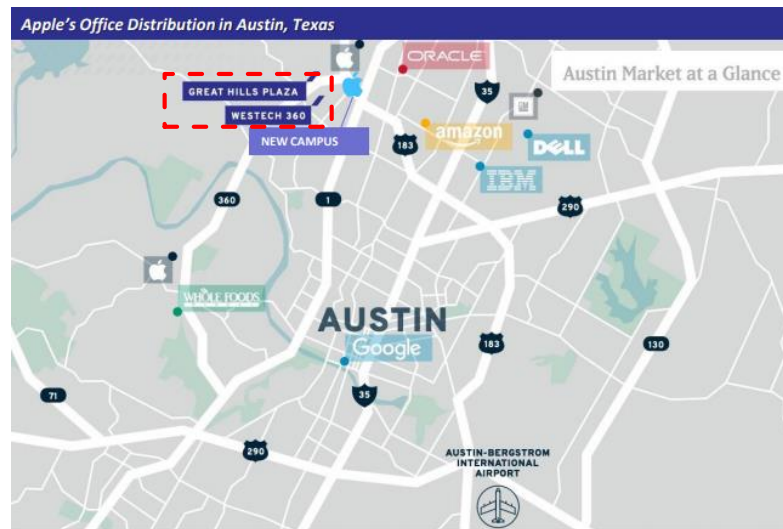 Apple's Office Distribution in Austin, Texas
ORACLE
Austin Market at a Glance
GREAT HILLS PLAZA
35
WESTECH 360
GM
NEW CAMPUS
amazon
183
DELL
IBM
360
1
290
WHOLE FOODS
AUSTIN
Google
183
130
71
35
290
AUSTIN-BERGSTROM
INTERNATIONAL
AIRPORT